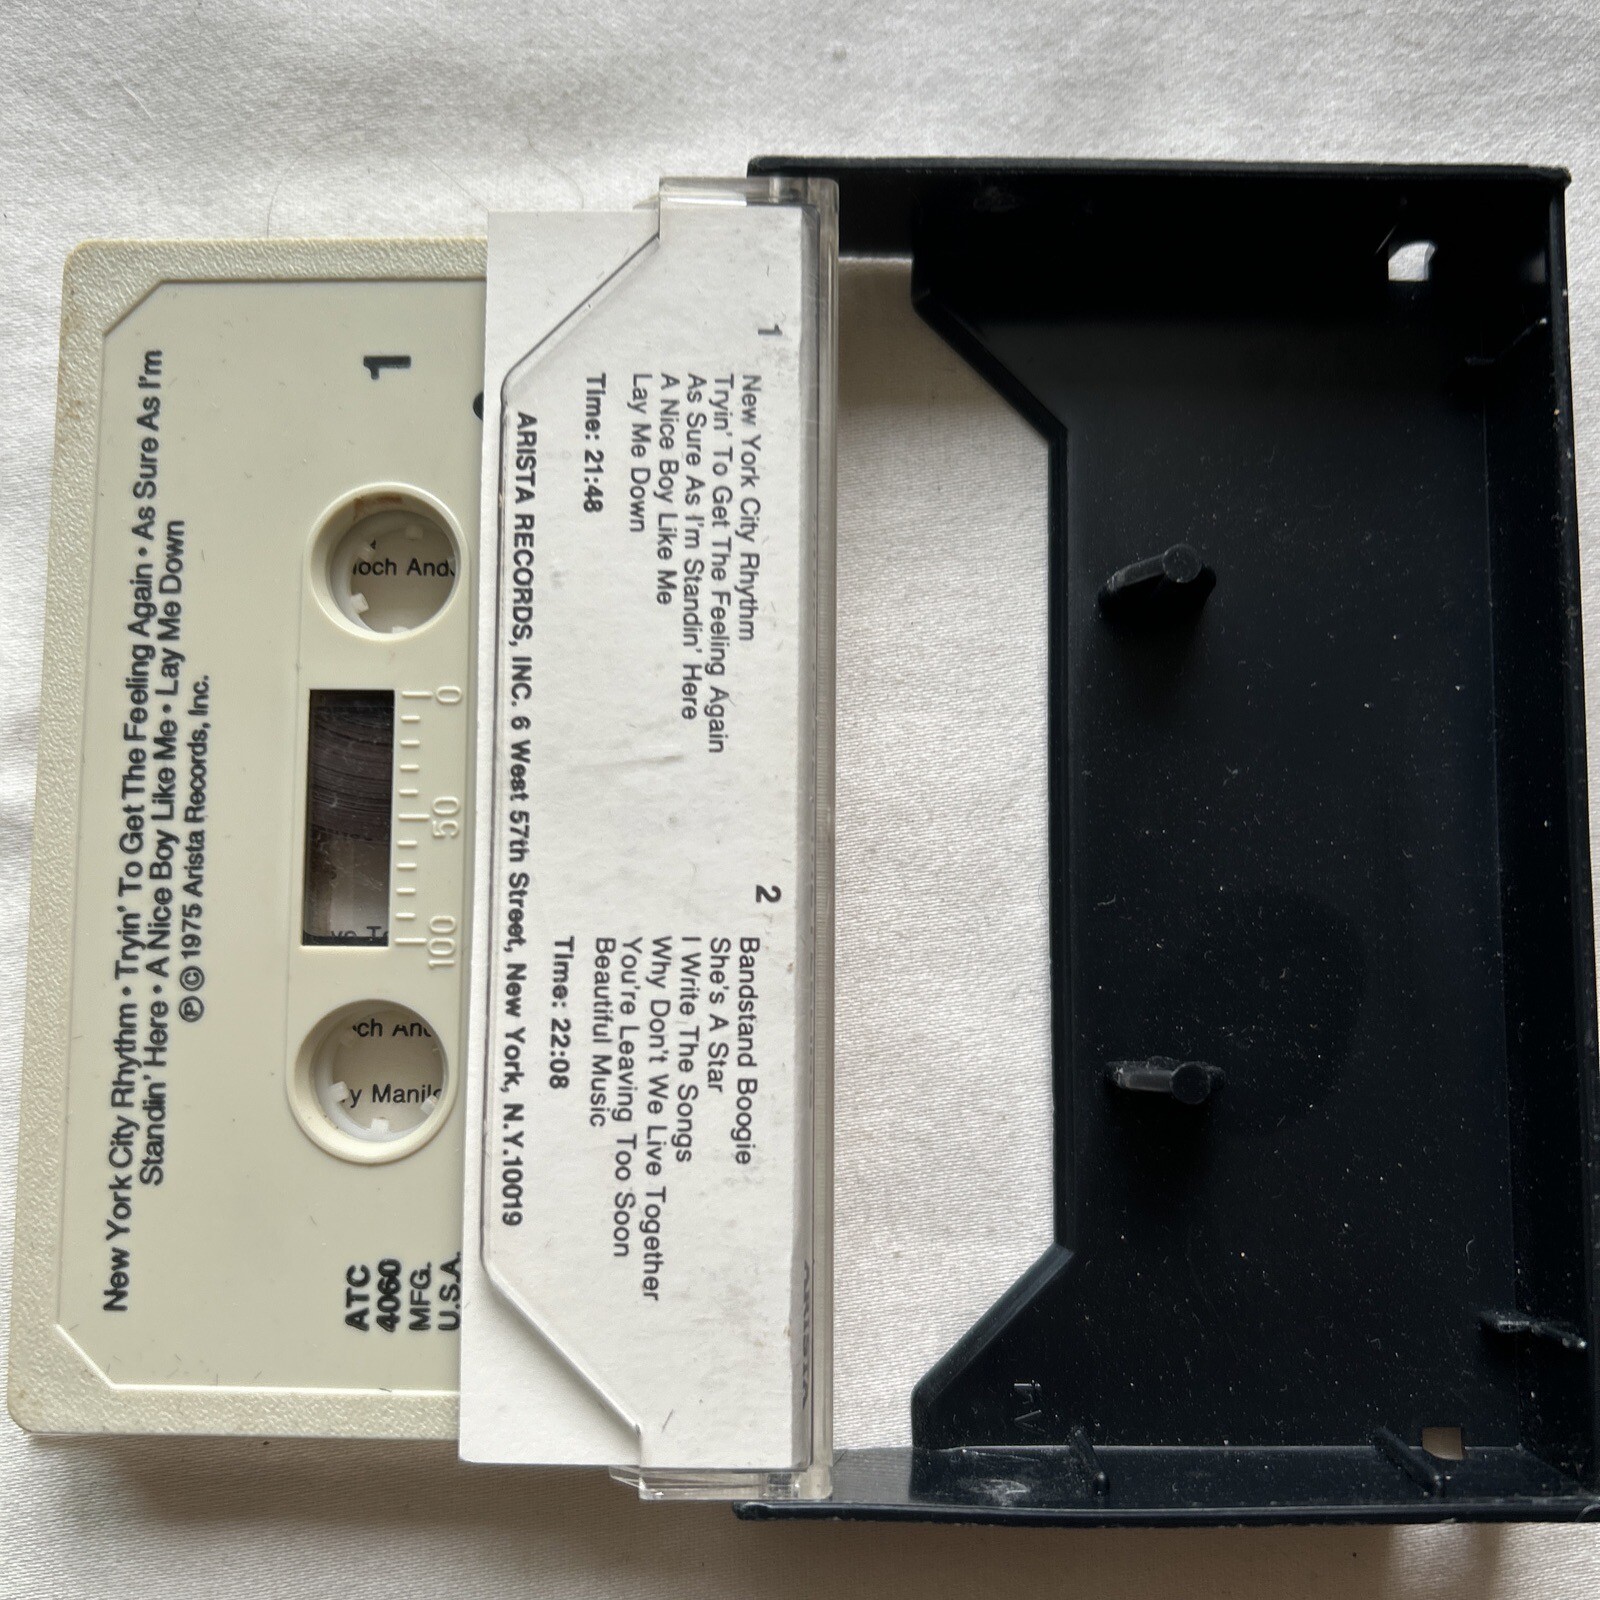 New York City Rhythm • Tryin' To Get The Feeling Again • As Sure As I'm
Standin' Here • A Nice Boy Like Me • Lay Me Down
Ⓟ © 1975 Arista Records, Inc.
1
0 50 100
ATC
4060
MFG.
U.S.A.
1
New York City Rhythm
Tryin' To Get The Feeling Again
As Sure As I'm Standin' Here
A Nice Boy Like Me
Lay Me Down
Time: 21:48
2
Bandstand Boogie
She's A Star
I Write The Songs
Why Don't We Live Together
You're Leaving Too Soon
Beautiful Music
Time: 22:08
ARISTA RECORDS, INC. 6 West 57th Street, New York, N.Y.10019